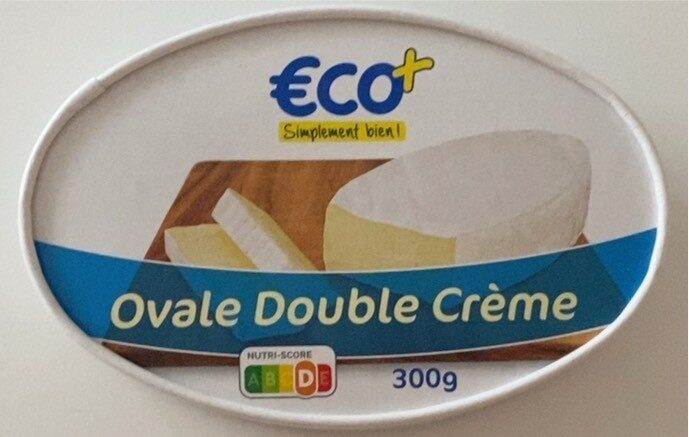 €co+
Simplement bien!
Ovale Double Crème
NUTRI-SCORE
A B C D E
300g